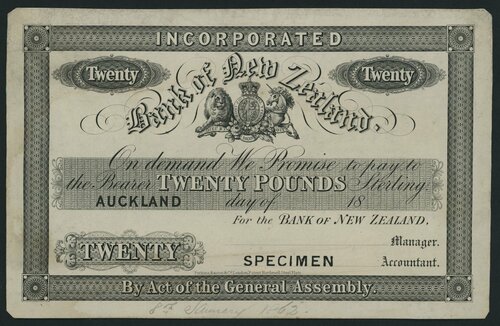 INCORPORATED
Twenty Twenty
Bank of New Zealand.
On demand We Promise to pay to
the Bearer TWENTY POUNDS Sterling.
AUCKLAND day of 18
For the BANK OF NEW ZEALAND.
Manager.
TWENTY
SPECIMEN Accountant.
By Act of the General Assembly.
1862